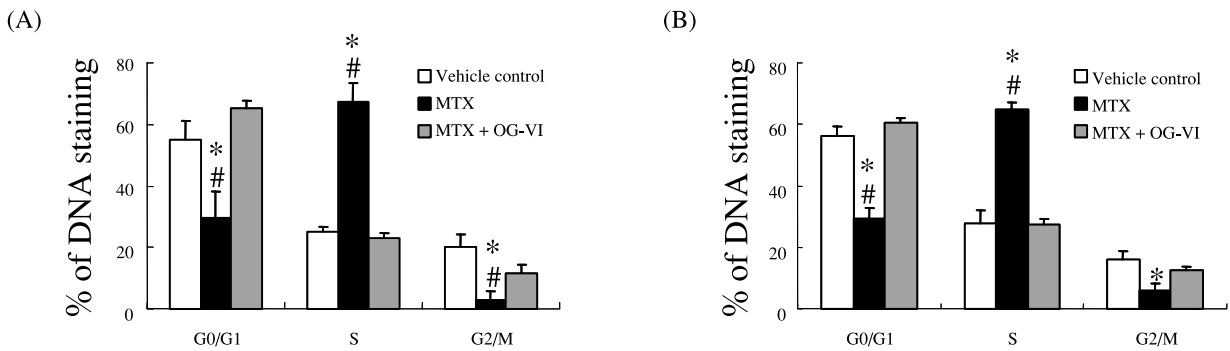 (A)
% of DNA staining
80
60
40
20
0
*
#
*
#
*
#
Vehicle control
MTX
MTX + OG-VI
G0/G1 S G2/M
(B)
% of DNA staining
80
60
40
20
0
*
#
*
#
*
Vehicle control
MTX
MTX + OG-VI
G0/G1 S G2/M